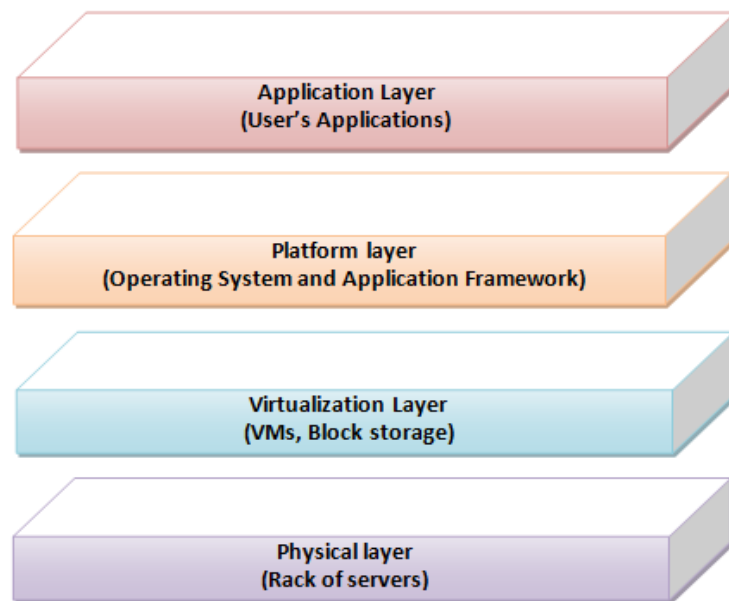 Application Layer
(User’s Applications)
Platform layer
(Operating System and Application Framework)
Virtualization Layer
(VMs, Block storage)
Physical layer
(Rack of servers)